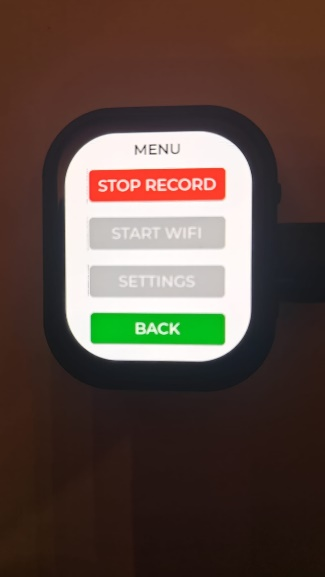 MENU
STOP RECORD
START WIFI
SETTINGS
BACK